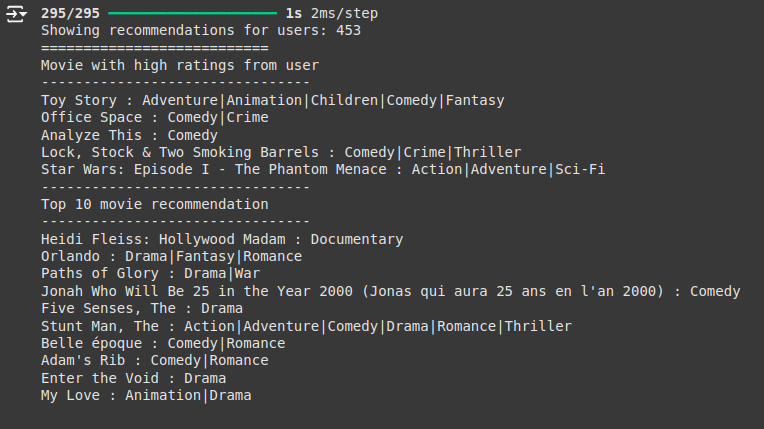 295/295 ━━━━━━━━━━━━━━━━━━━━ 1s 2ms/step
Showing recommendations for users: 453
===========================
Movie with high ratings from user
--------------------------------
Toy Story : Adventure|Animation|Children|Comedy|Fantasy
Office Space : Comedy|Crime
Analyze This : Comedy
Lock, Stock & Two Smoking Barrels : Comedy|Crime|Thriller
Star Wars: Episode I - The Phantom Menace : Action|Adventure|Sci-Fi
--------------------------------
Top 10 movie recommendation
--------------------------------
Heidi Fleiss: Hollywood Madam : Documentary
Orlando : Drama|Fantasy|Romance
Paths of Glory : Drama|War
Jonah Who Will Be 25 in the Year 2000 (Jonas qui aura 25 ans en l'an 2000) : Comedy
Five Senses, The : Drama
Stunt Man, The : Action|Adventure|Comedy|Drama|Romance|Thriller
Belle époque : Comedy|Romance
Adam's Rib : Comedy|Romance
Enter the Void : Drama
My Love : Animation|Drama